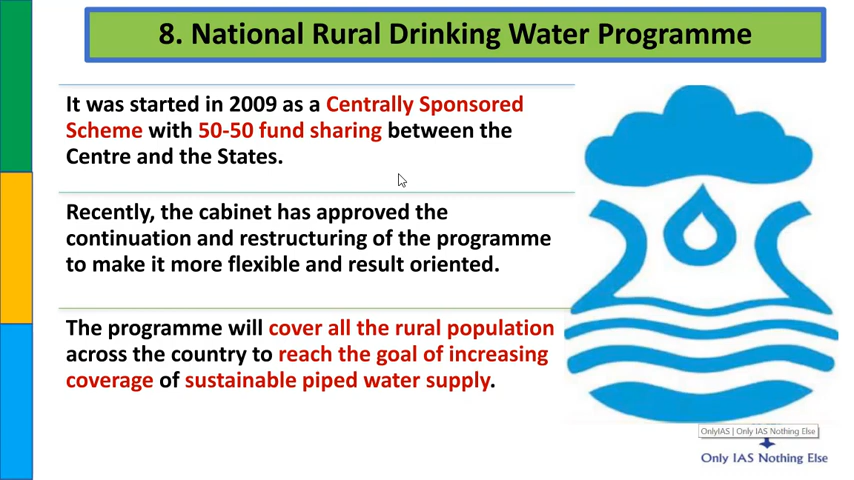 8. National Rural Drinking Water Programme
It was started in 2009 as a Centrally Sponsored
Scheme with 50-50 fund sharing between the
Centre and the States.
Recently, the cabinet has approved the
continuation and restructuring of the programme
to make it more flexible and result oriented.
The programme will cover all the rural population
across the country to reach the goal of increasing
coverage of sustainable piped water supply.
OnlyIAS | Only IAS Nothing Else
Only IAS Nothing Else